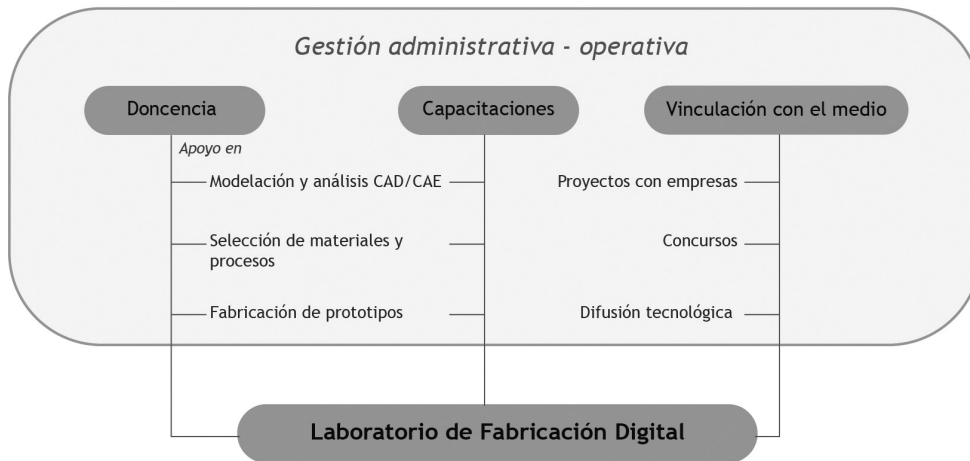 Gestión administrativa - operativa
Doncencia
Capacitaciones
Vinculación con el medio
Apoyo en
Modelación y análisis CAD/CAE
Proyectos con empresas
Selección de materiales y
procesos
Concursos
Fabricación de prototipos
Difusión tecnológica
Laboratorio de Fabricación Digital